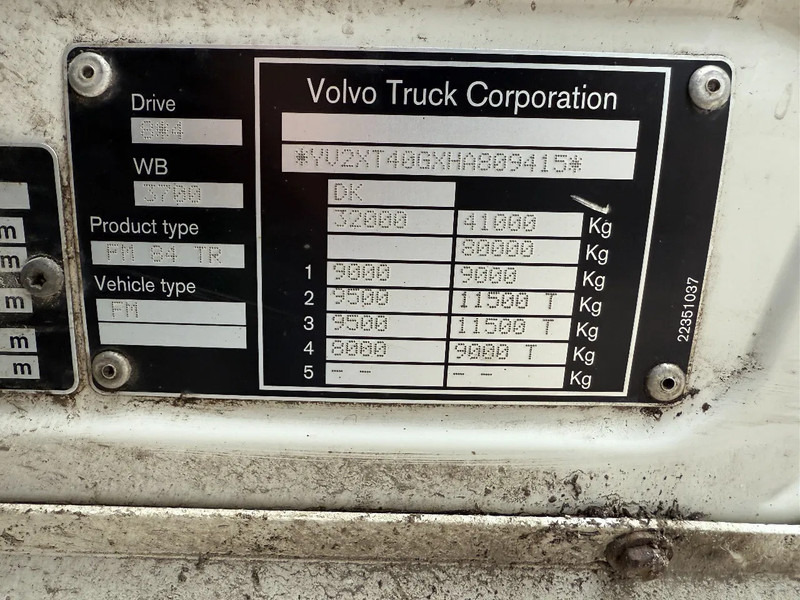 Volvo Truck Corporation
*YV2XT40GXHA809415*
DK
32000 41000 Kg
80000 Kg
1 9000 9000 Kg
2 9500 11500 T Kg
3 9500 11500 T Kg
4 8000 9000 T Kg
5 -- -- Kg
Drive
8*4
WB
3700
Product type
FM 84 TR
Vehicle type
FM
22351037
m
m
m
m
m